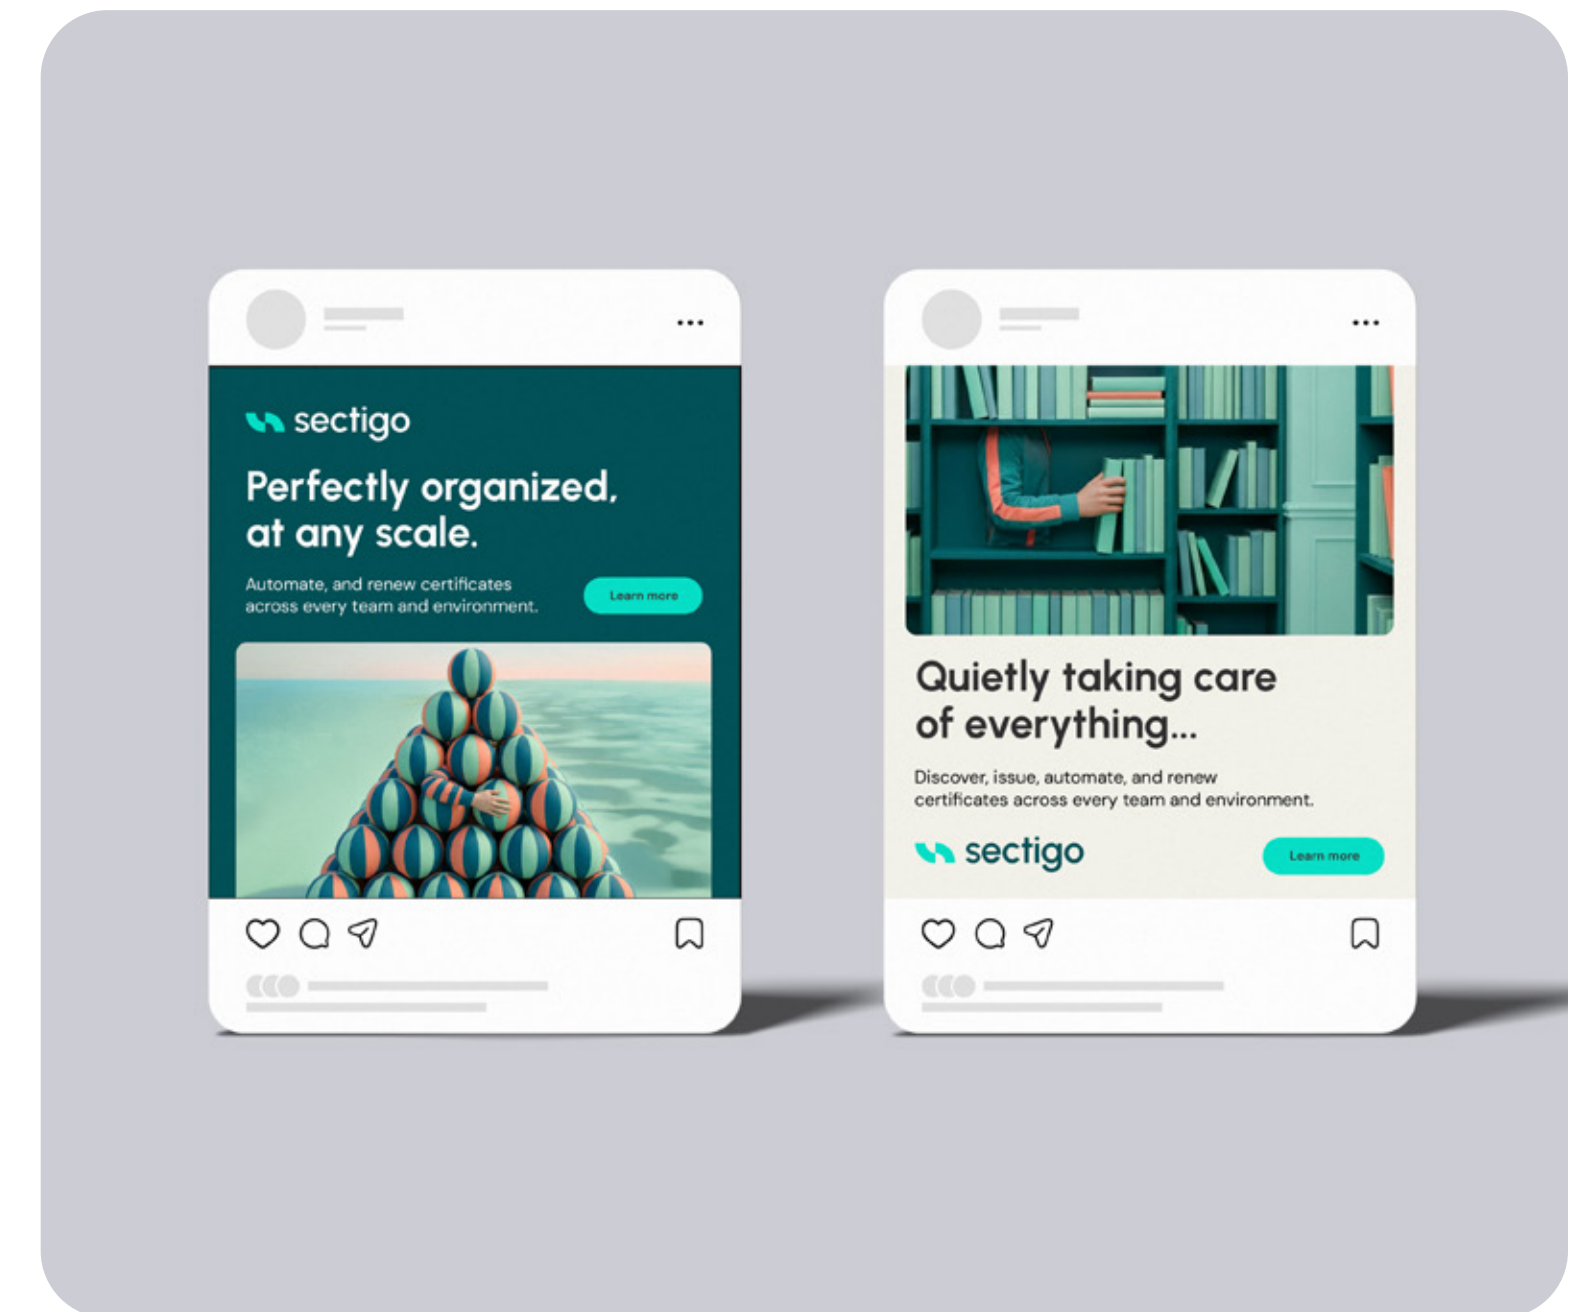 sectigo
Perfectly organized,
at any scale.
Automate, and renew certificates
across every team and environment.
Learn more
Quietly taking care
of everything...
Discover, issue, automate, and renew
certificates across every team and environment.
sectigo
Learn more